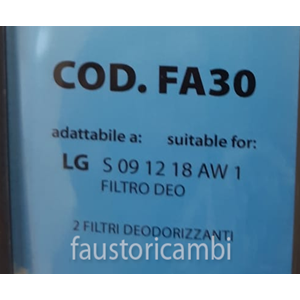 COD. FA30
adattabile a: suitable for:
LG S 09 12 18 AW 1
FILTRO DEO
2 FILTRI DEODORIZZANTI
faustoricambi